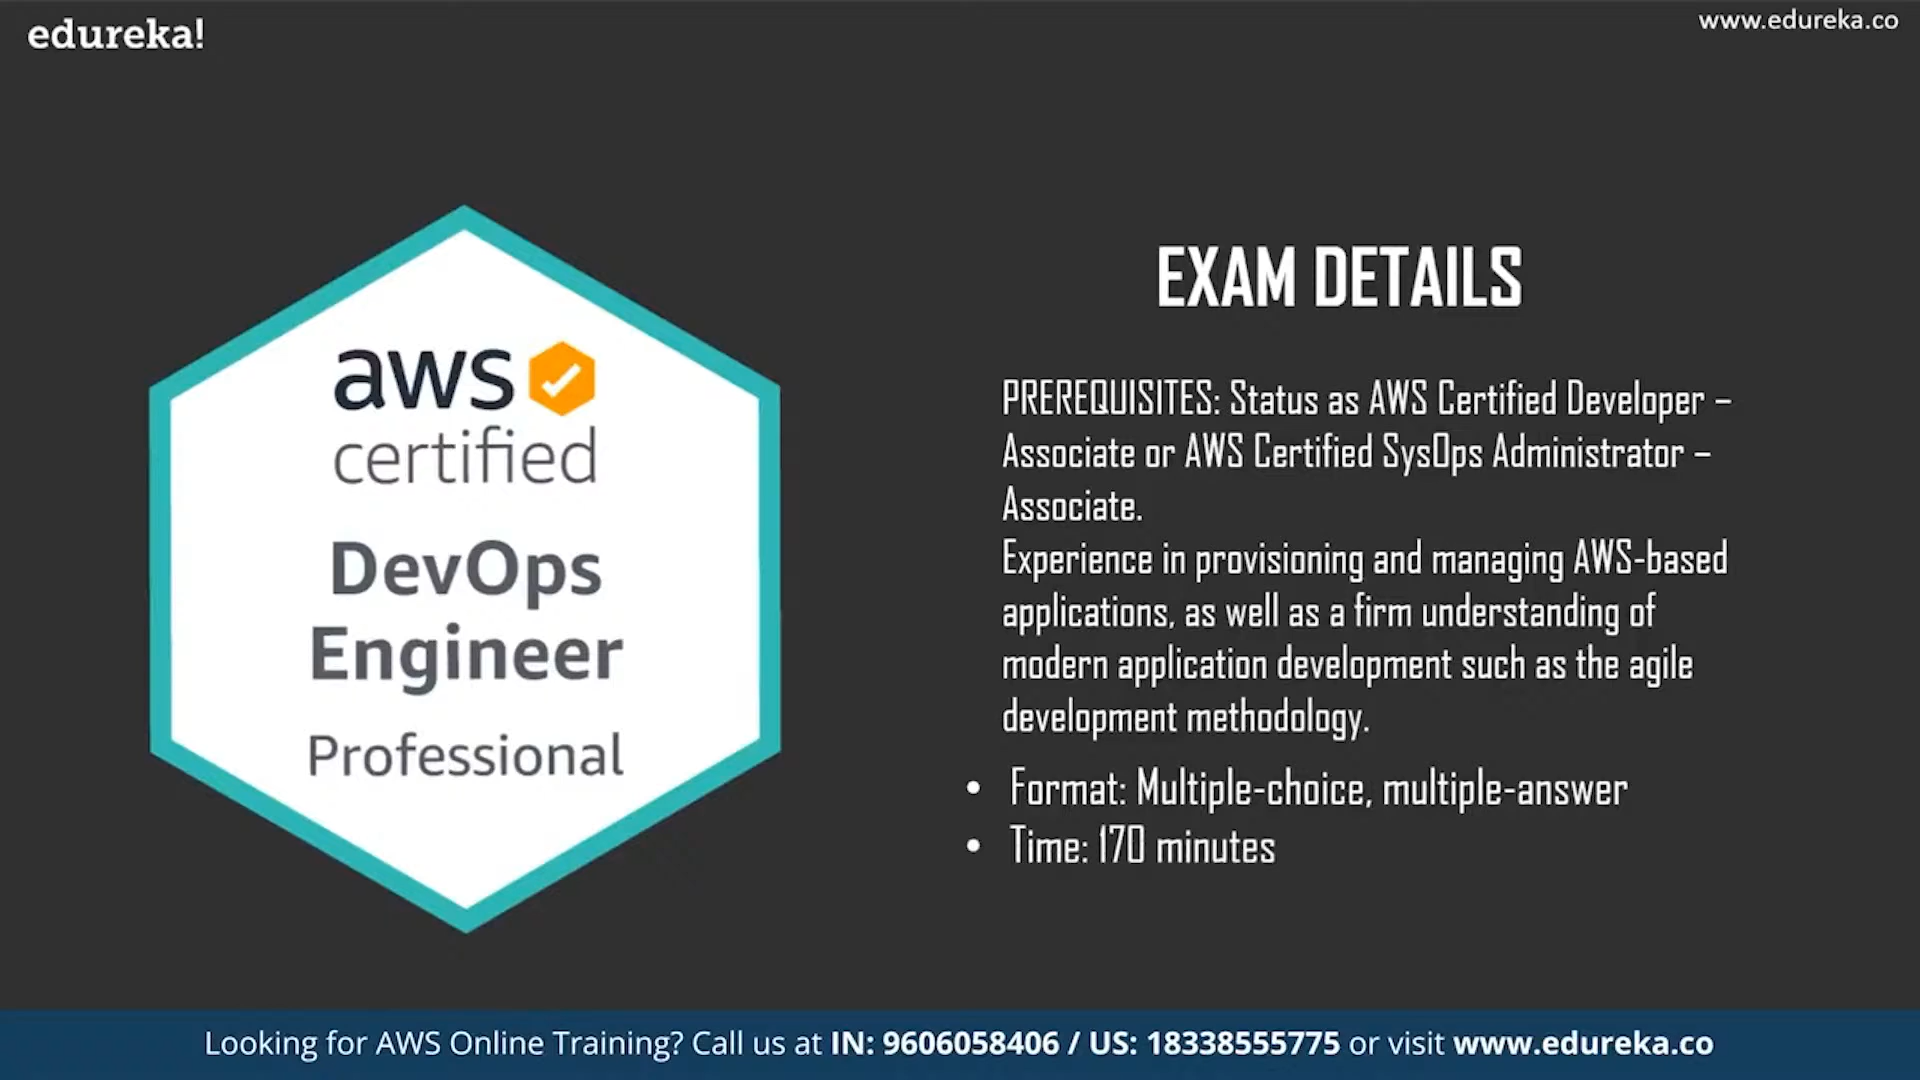 edureka!
www.edureka.co
aws
certified
DevOps
Engineer
Professional
EXAM DETAILS
PREREQUISITES: Status as AWS Certified Developer –
Associate or AWS Certified SysOps Administrator –
Associate.
Experience in provisioning and managing AWS-based
applications, as well as a firm understanding of
modern application development such as the agile
development methodology.
• Format: Multiple-choice, multiple-answer
• Time: 170 minutes
Looking for AWS Online Training? Call us at IN: 9606058406 / US: 18338555775 or visit www.edureka.co